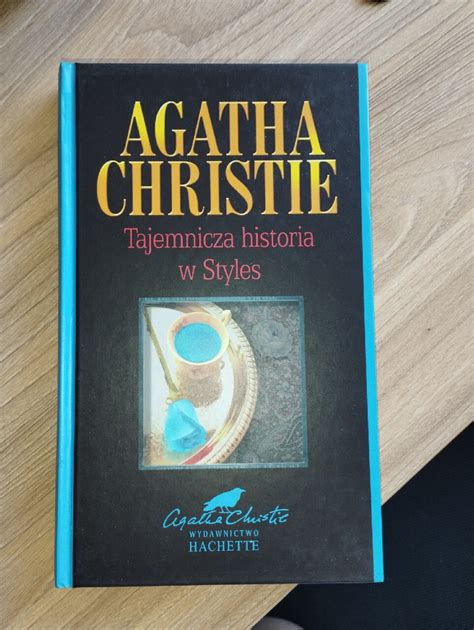 AGATHA
CHRISTIE
Tajemnicza historia
w Styles
Agatha Christie
WYDAWNICTWO
HACHETTE